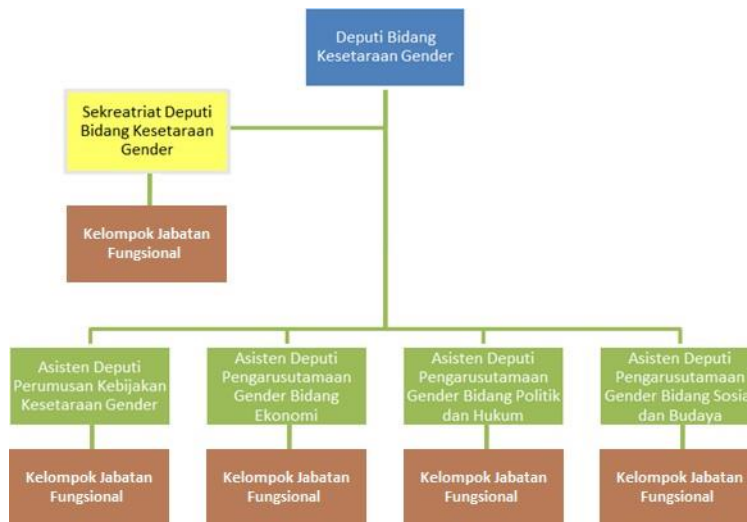 Deputi Bidang
Kesetaraan Gender
Sekreatriat Deputi
Bidang Kesetaraan
Gender
Kelompok Jabatan
Fungsional
Asisten Deputi
Perumusan Kebijakan
Kesetaraan Gender
Asisten Deputi
Pengarusutamaan
Gender Bidang
Ekonomi
Asisten Deputi
Pengarusutamaan
Gender Bidang Politik
dan Hukum
Asisten Deputi
Pengarusutamaan
Gender Bidang Sosia
dan Budaya
Kelompok Jabatan
Fungsional
Kelompok Jabatan
Fungsional
Kelompok Jabatan
Fungsional
Kelompok Jabatan
Fungsional